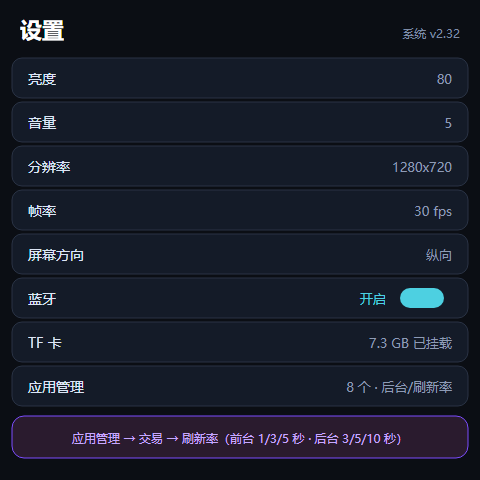 设置
系统 v2.32
亮度 80
音量 5
分辨率 1280x720
帧率 30 fps
屏幕方向 纵向
蓝牙 开启
TF 卡 7.3 GB 已挂载
应用管理 8 个 · 后台/刷新率
应用管理 → 交易 → 刷新率（前台 1/3/5 秒 · 后台 3/5/10 秒）